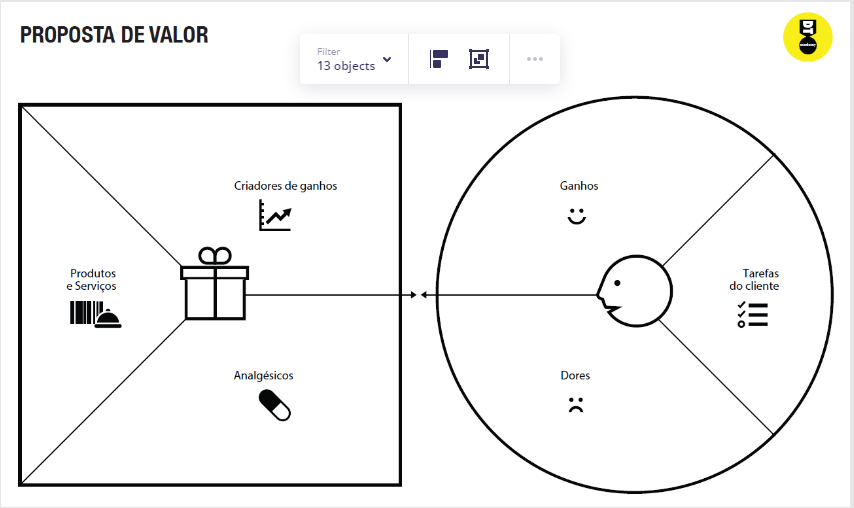 PROPOSTA DE VALOR
Filter
13 objects
Criadores de ganhos
Produtos
e Serviços
Analgésicos
Ganhos
Tarefas
do cliente
Dores